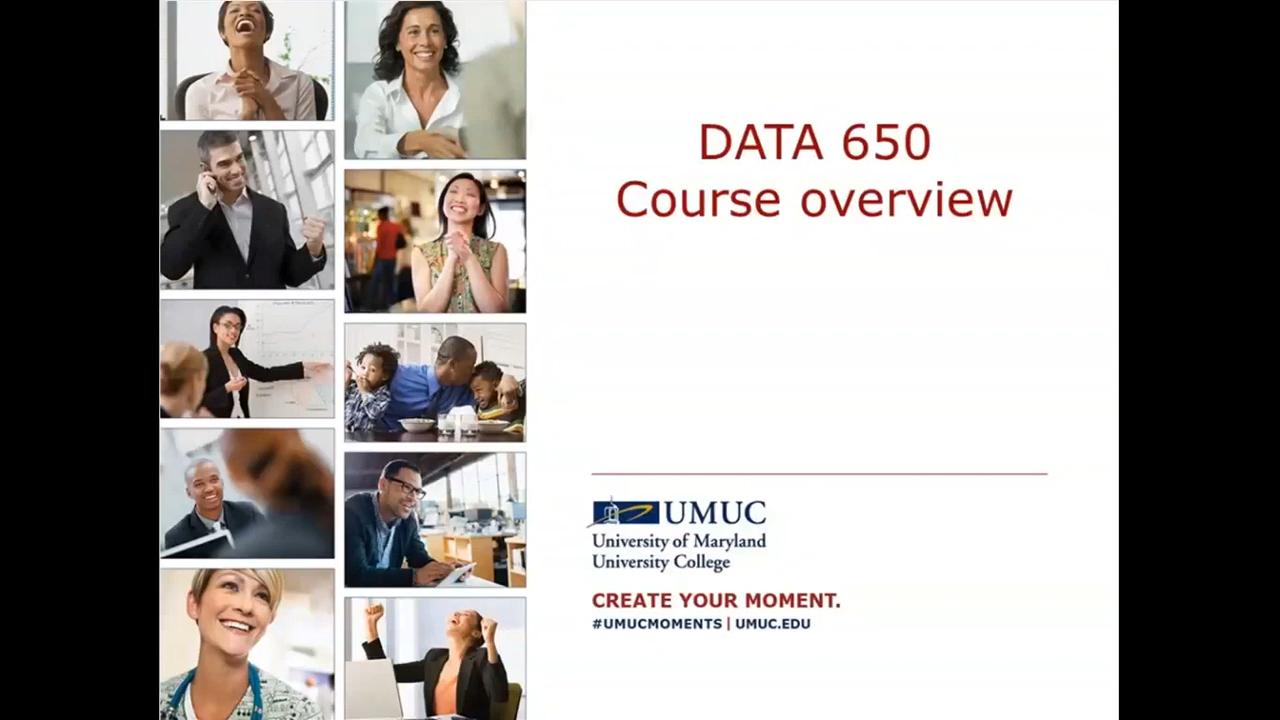 DATA 650
Course overview
UMUC
University of Maryland
University College
CREATE YOUR MOMENT.
#UMUCMOMENTS | UMUC.EDU